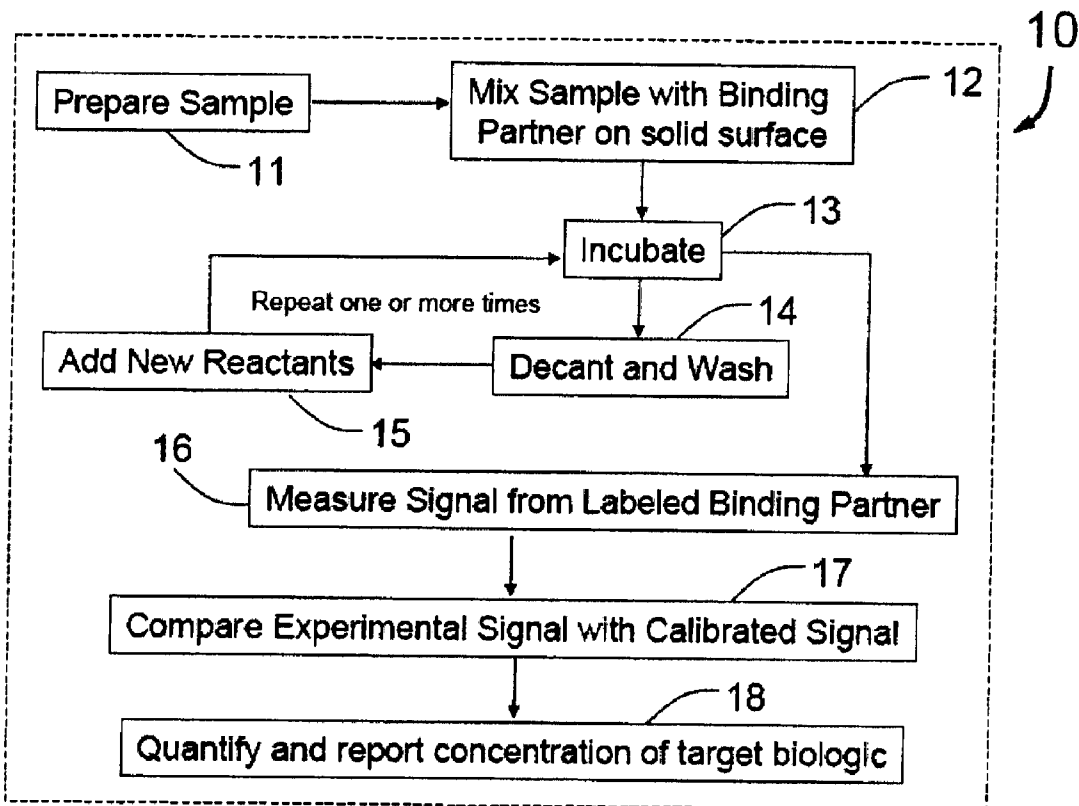 10
Prepare Sample
11
Mix Sample with Binding
Partner on solid surface
12
Incubate
13
Repeat one or more times
14
Add New Reactants
Decant and Wash
15
16
Measure Signal from Labeled Binding Partner
17
Compare Experimental Signal with Calibrated Signal
18
Quantify and report concentration of target biologic